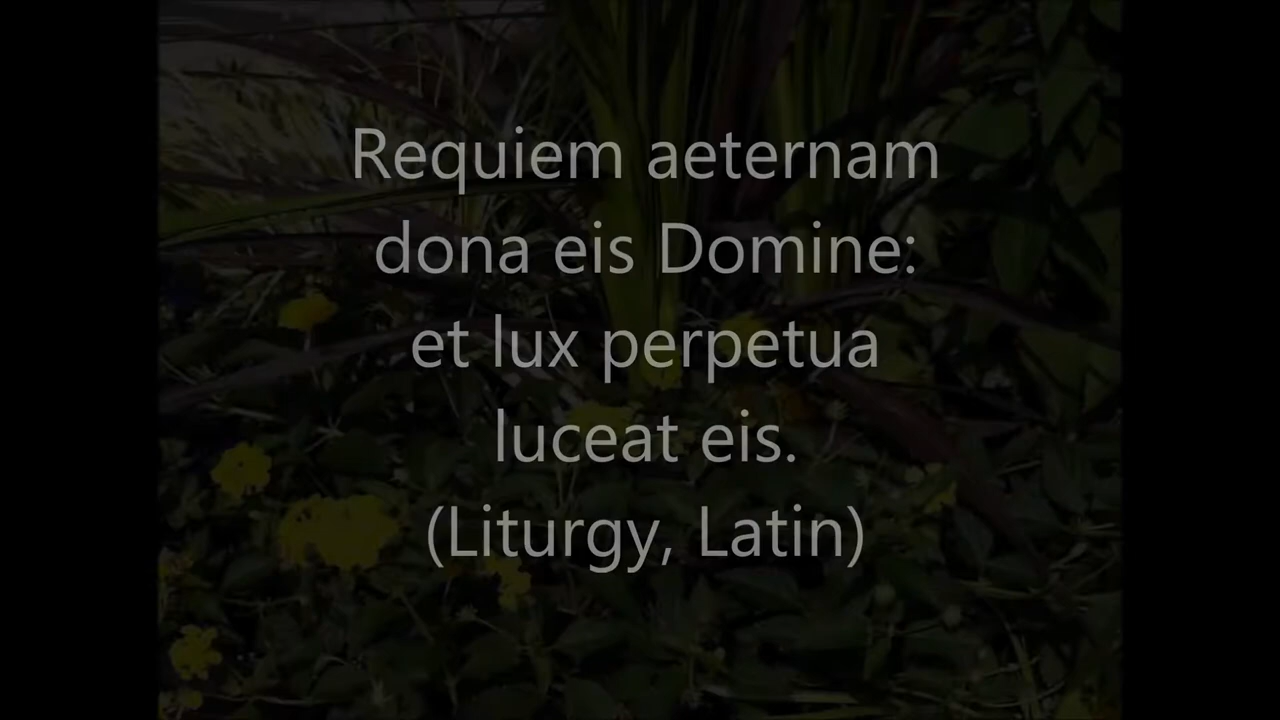 Requiem aeternam
dona eis Domine:
et lux perpetua
luceat eis.
(Liturgy, Latin)